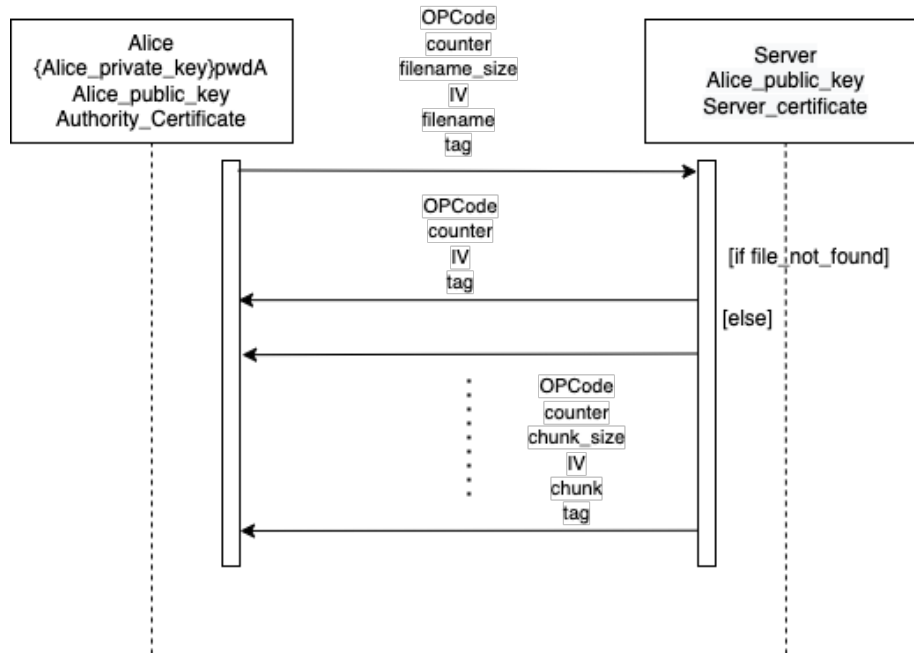 Alice
{Alice_private_key}pwdA
Alice_public_key
Authority_Certificate
OPCode
counter
filename_size
IV
filename
tag
Server
Alice_public_key
Server_certificate
OPCode
counter
IV
tag
[if file_not_found]
[else]
OPCode
counter
chunk_size
IV
chunk
tag